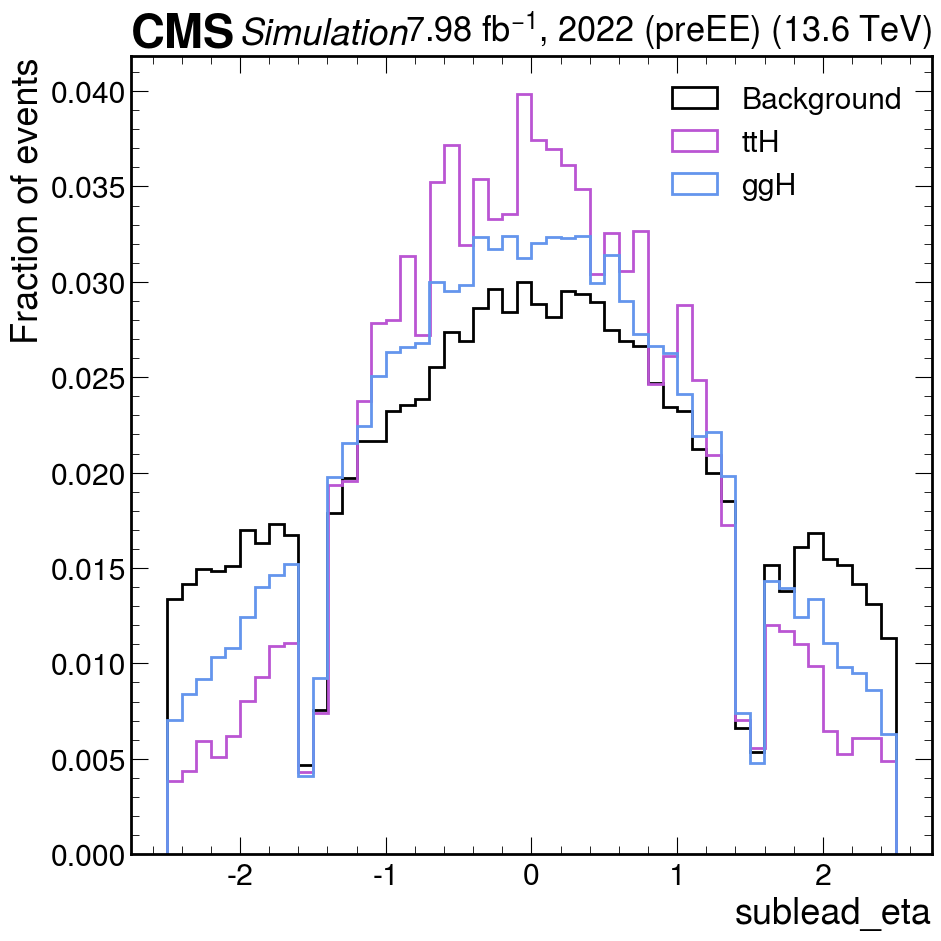 CMS Simulation 7.98 fb⁻¹, 2022 (preEE) (13.6 TeV)
Fraction of events
0.040
0.035
0.030
0.025
0.020
0.015
0.010
0.005
0.000
Background
ttH
ggH
-2 -1 0 1 2
sublead_eta